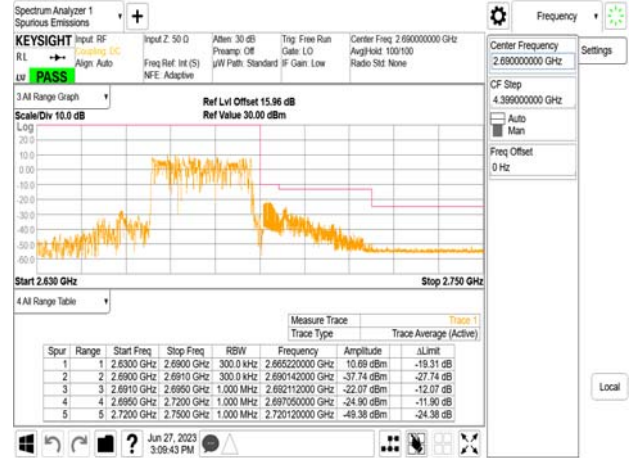 Spectrum Analyzer 1
Spurious Emissions
Frequency
KEYSIGHT Input: RF Input Z: 50 Ω Atten: 30 dB Trig: Free Run Center Freq: 2.690000000 GHz
RL Coupling: DC Preamp: Off Gate: LO Avg|Hold: 100/100
Align: Auto Freq Ref: Int (S) µW Path: Standard IF Gain: Low Radio Std: None
NFE: Adaptive
LW PASS
3 All Range Graph
Ref Lvl Offset 15.96 dB
Scale/Div 10.0 dB Ref Value 30.00 dBm
Log
20.0
10.0
0.00
-10.0
-20.0
-30.0
-40.0
-50.0
-60.0
Start 2.630 GHz Stop 2.750 GHz
4 All Range Table
Measure Trace Trace 1
Trace Type Trace Average (Active)
Spur Range Start Freq Stop Freq RBW Frequency Amplitude ΔLimit
1 1 2.6300 GHz 2.6900 GHz 300.0 kHz 2.665220000 GHz 10.69 dBm -19.31 dB
2 2 2.6900 GHz 2.6910 GHz 300.0 kHz 2.690142000 GHz -37.74 dBm -27.74 dB
3 3 2.6910 GHz 2.6950 GHz 1.000 MHz 2.692112000 GHz -22.07 dBm -12.07 dB
4 4 2.6950 GHz 2.7200 GHz 1.000 MHz 2.697050000 GHz -24.90 dBm -11.90 dB
5 5 2.7200 GHz 2.7500 GHz 1.000 MHz 2.720120000 GHz -49.38 dBm -24.38 dB
Jun 27, 2023
3:09:43 PM
Center Frequency
2.690000000 GHz
Settings
CF Step
4.399000000 GHz
Auto
Man
Freq Offset
0 Hz
Local